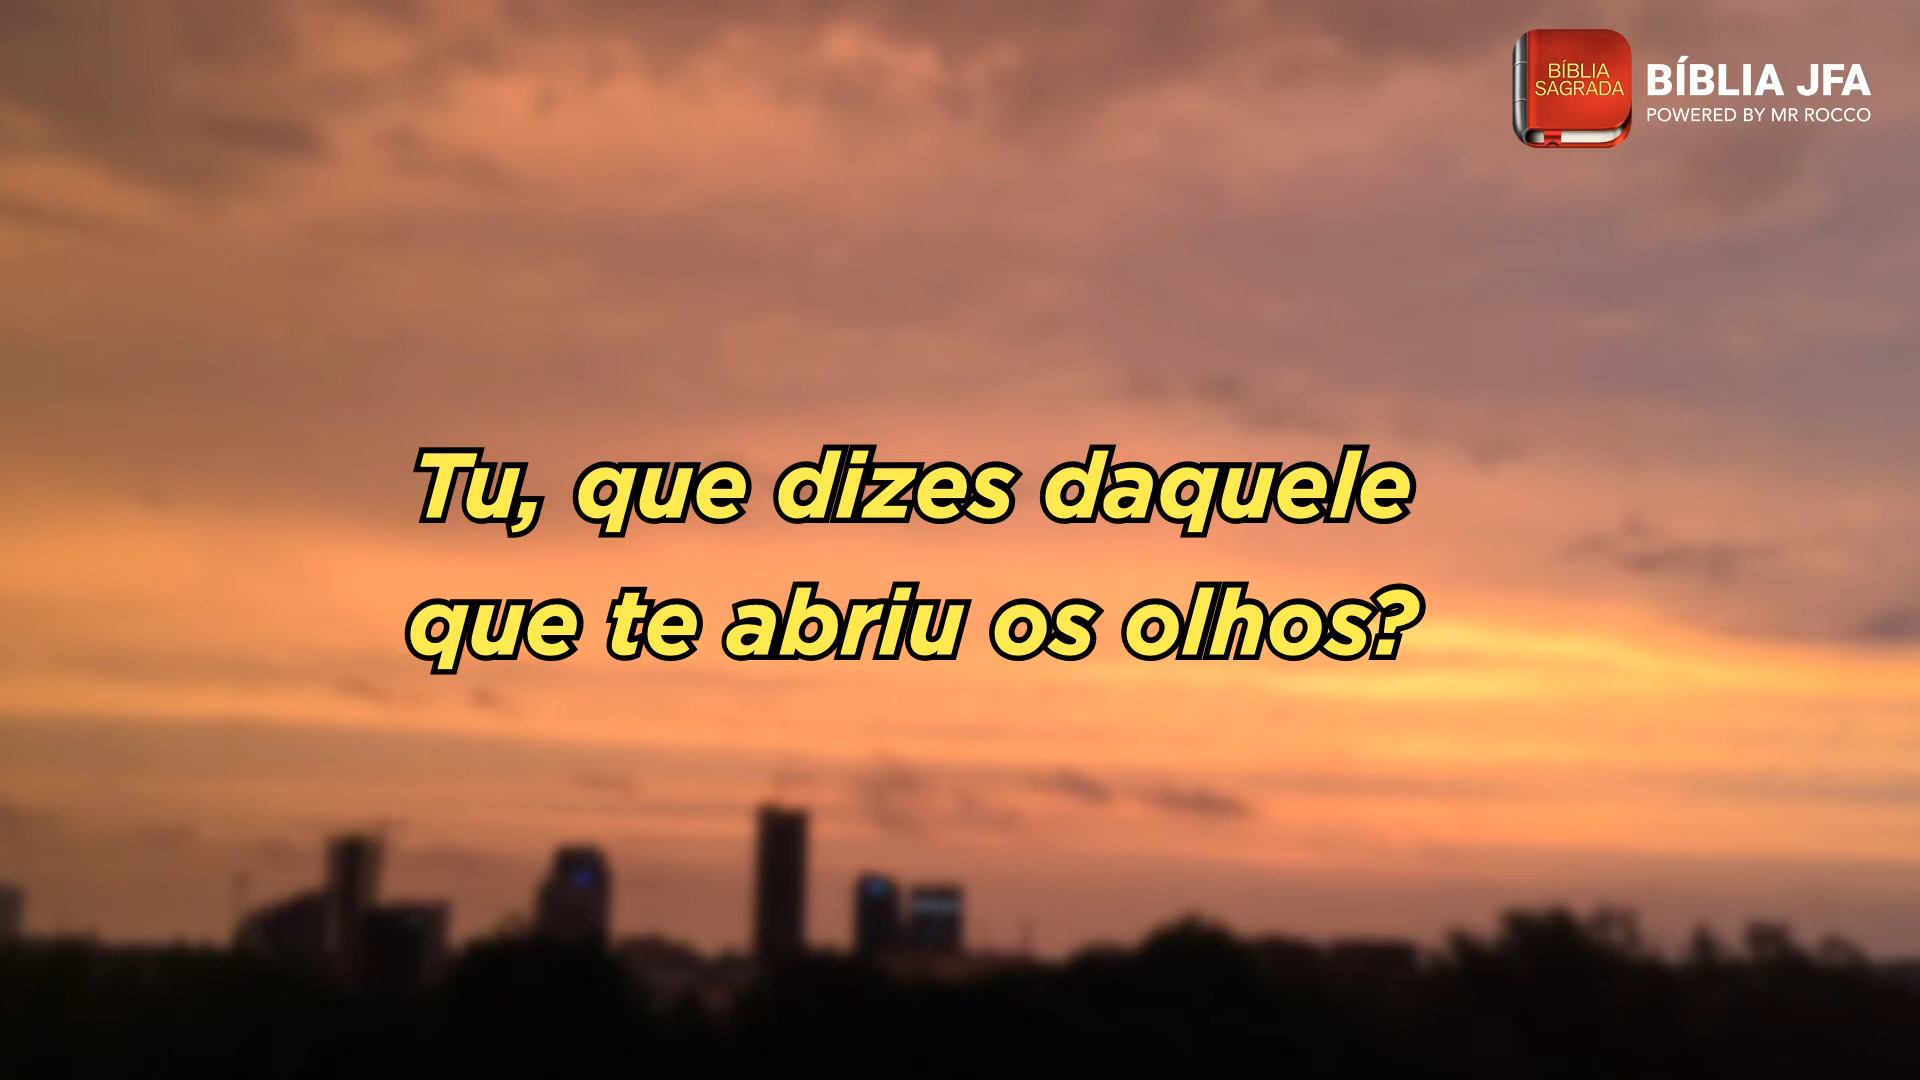 BÍBLIA
SAGRADA
BÍBLIA JFA
POWERED BY MR ROCCO
Tu, que dizes daquele
que te abriu os olhos?